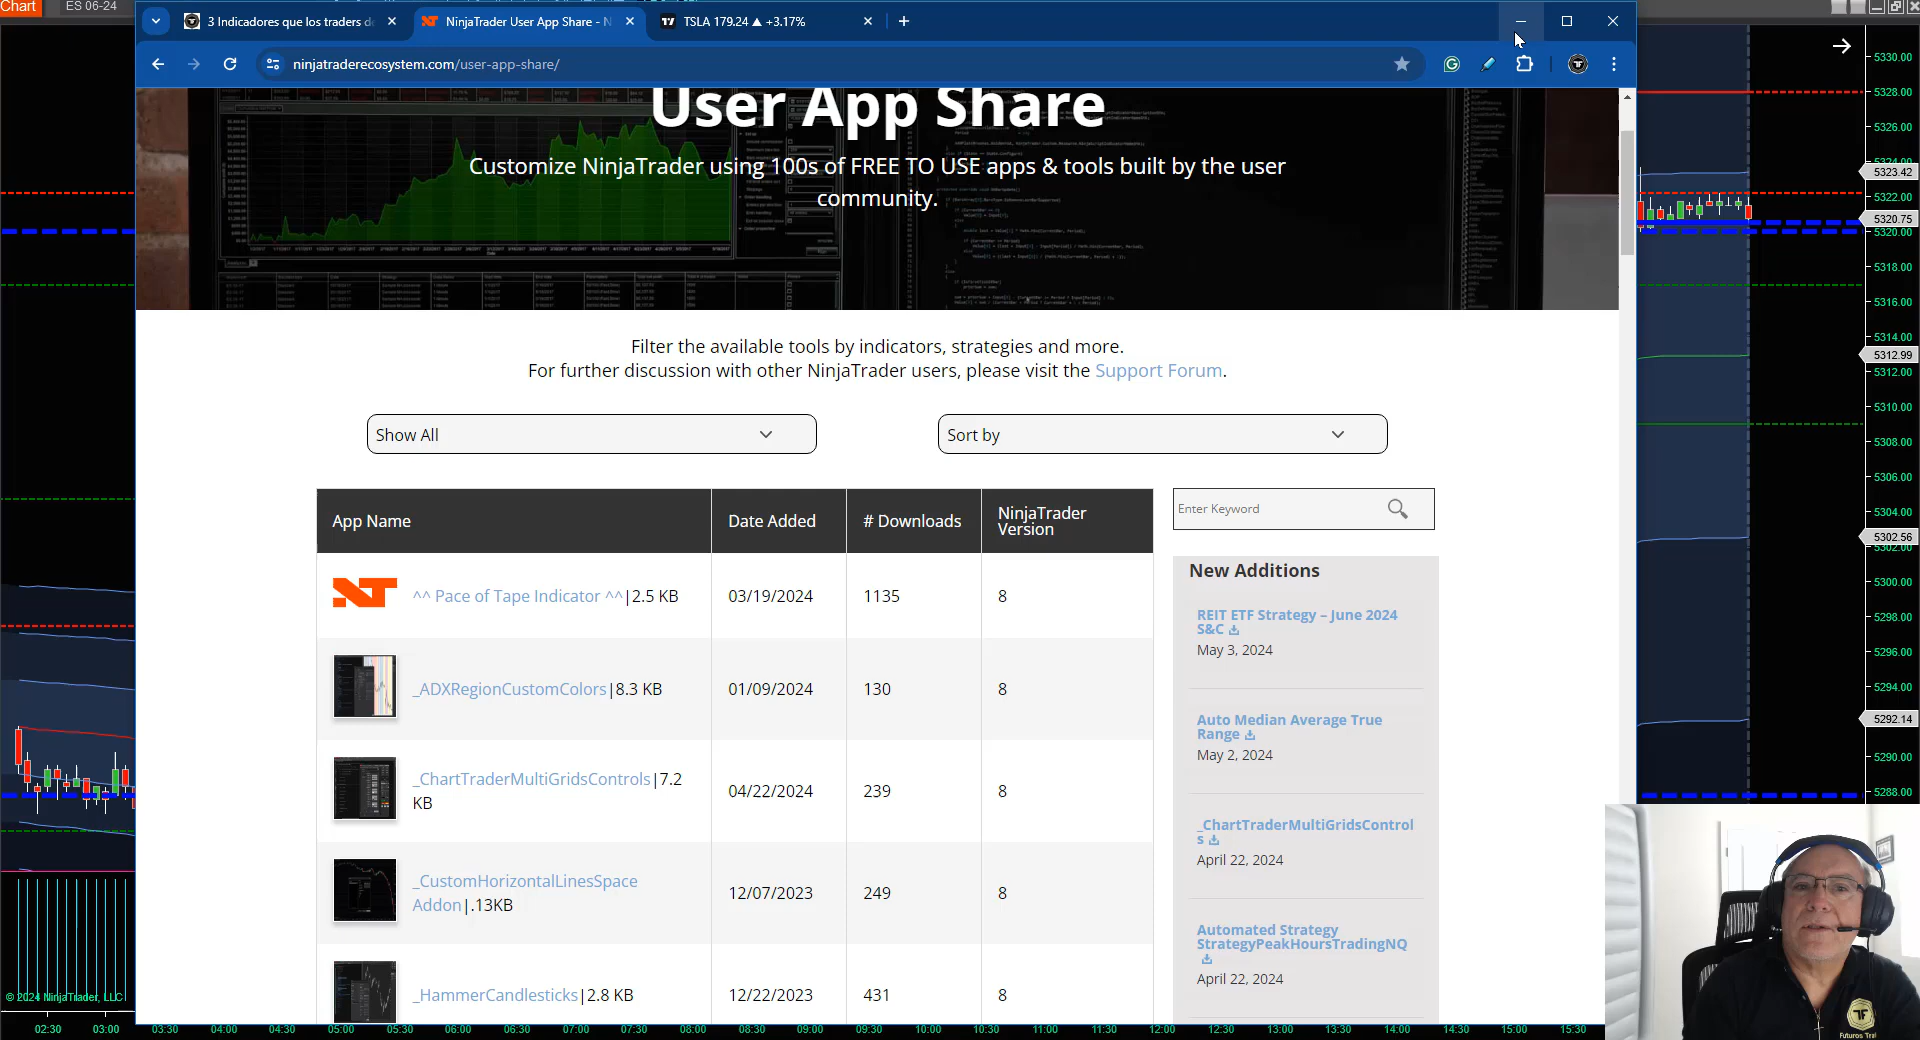 Chart
ES 06-24
3 Indicadores que los traders d
NinjaTrader User App Share - N
TSLA 179.24 ▲ +3.17%
ninjatraderecosystem.com/user-app-share/
User App Share
Customize NinjaTrader using 100s of FREE TO USE apps & tools built by the user
community.
Filter the available tools by indicators, strategies and more.
For further discussion with other NinjaTrader users, please visit the Support Forum.
Show All
Sort by
App Name
Date Added
# Downloads
NinjaTrader
Version
Enter Keyword
^^ Pace of Tape Indicator ^^|2.5 KB
03/19/2024
1135
8
_ADXRegionCustomColors|8.3 KB
01/09/2024
130
8
_ChartTraderMultiGridsControls|7.2
KB
04/22/2024
239
8
_CustomHorizontalLinesSpace
Addon|.13KB
12/07/2023
249
8
_HammerCandlesticks|2.8 KB
12/22/2023
431
8
New Additions
REIT ETF Strategy – June 2024
S&C
May 3, 2024
Auto Median Average True
Range
May 2, 2024
_ChartTraderMultiGridsControl
s
April 22, 2024
Automated Strategy
StrategyPeakHoursTradingNQ
April 22, 2024
5330.00
5328.00
5326.00
5324.00
5323.42
5322.00
5320.75
5320.00
5318.00
5316.00
5314.00
5312.99
5312.00
5310.00
5308.00
5306.00
5304.00
5302.56
5302.00
5300.00
5298.00
5296.00
5294.00
5292.14
5290.00
5288.00
© 2024 NinjaTrader, LLC
02:30 03:00 03:30 04:00 04:30 05:00 05:30 06:00 06:30 07:00 07:30 08:00 08:30 09:00 09:30 10:00 10:30 11:00 11:30 12:00 12:30 13:00 13:30 14:00 14:30 15:00 15:30